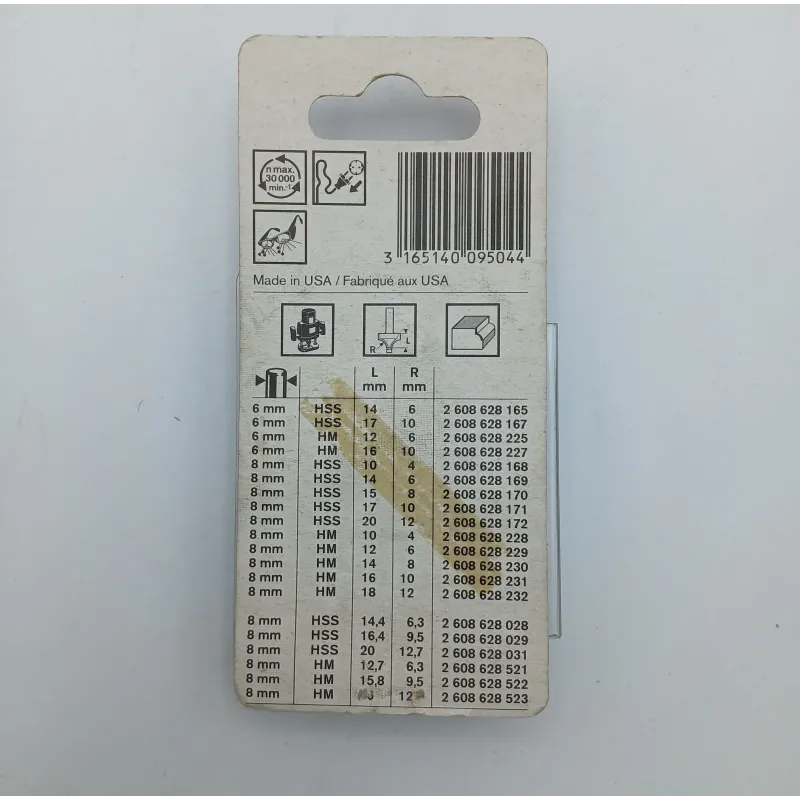 n max.
30 000
min.-1
3 165140 095044
Made in USA / Fabriqué aux USA
R L
L R
mm mm
6 mm HSS 14 6 2 608 628 165
6 mm HSS 17 10 2 608 628 167
6 mm HM 12 6 2 608 628 225
6 mm HM 16 10 2 608 628 227
8 mm HSS 10 4 2 608 628 168
8 mm HSS 14 6 2 608 628 169
8 mm HSS 15 8 2 608 628 170
8 mm HSS 17 10 2 608 628 171
8 mm HSS 20 12 2 608 628 172
8 mm HM 10 4 2 608 628 228
8 mm HM 12 6 2 608 628 229
8 mm HM 14 8 2 608 628 230
8 mm HM 16 10 2 608 628 231
8 mm HM 18 12 2 608 628 232
8 mm HSS 14,4 6,3 2 608 628 028
8 mm HSS 16,4 9,5 2 608 628 029
8 mm HSS 20 12,7 2 608 628 031
8 mm HM 12,7 6,3 2 608 628 521
8 mm HM 15,8 9,5 2 608 628 522
8 mm HM 2 608 628 523